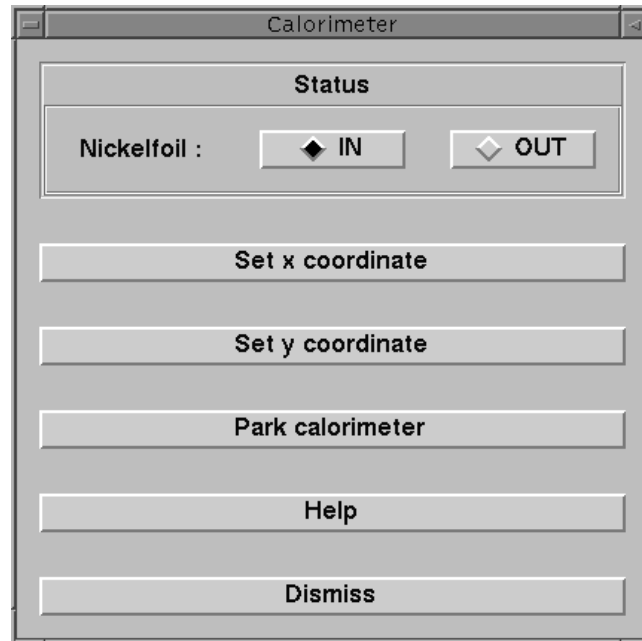 Calorimeter
Status
Nickelfoil : IN OUT
Set x coordinate
Set y coordinate
Park calorimeter
Help
Dismiss